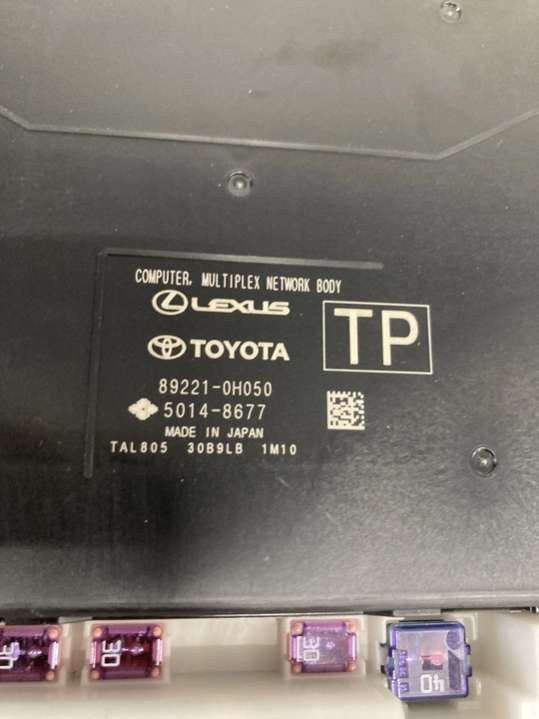 COMPUTER, MULTIPLEX NETWORK BODY
LEXUS
TOYOTA
TP
89221-0H050
5014-8677
MADE IN JAPAN
TAL805 30B9LB 1M10
30
30
30
40